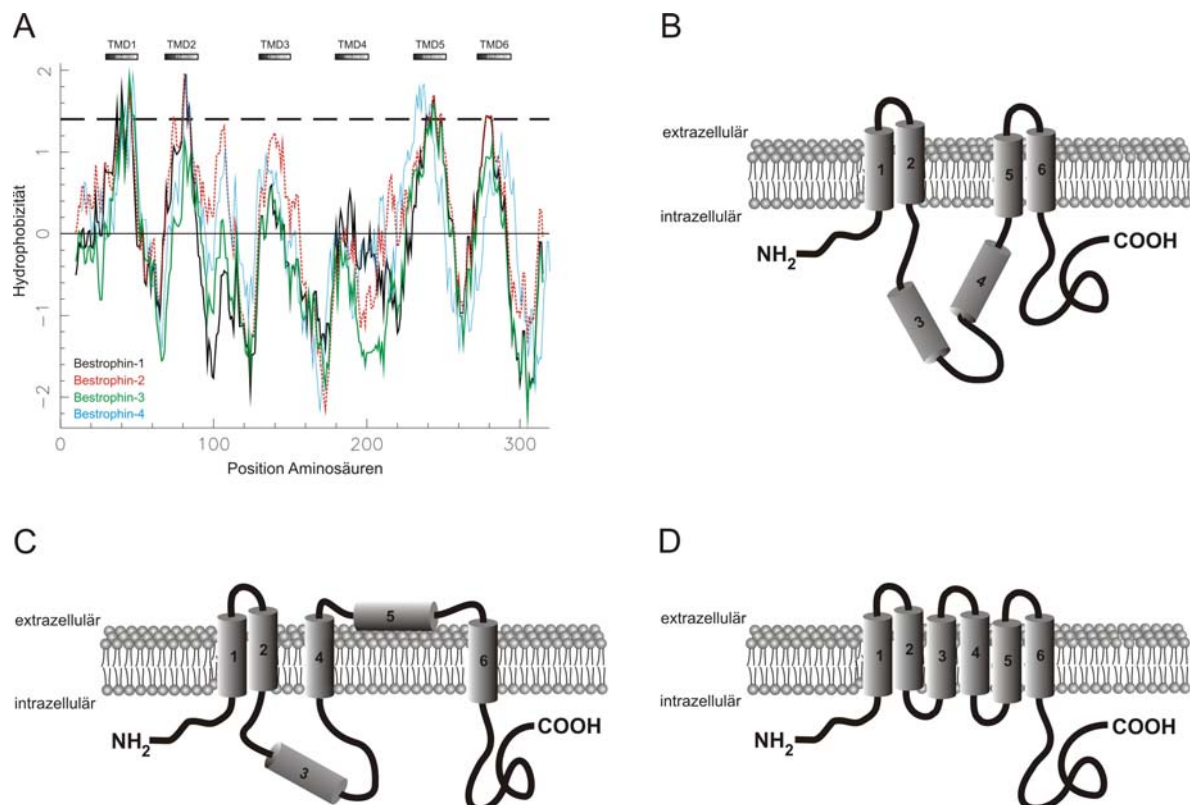 A
TMD1 TMD2 TMD3 TMD4 TMD5 TMD6
2
1
0
-1
-2
Hydrophobizität
Bestrophin-1
Bestrophin-2
Bestrophin-3
Bestrophin-4
0 100 200 300
Position Aminosäuren
B
extrazellulär
intrazellulär
1 2 5 6
3 4
NH2
COOH
C
extrazellulär
intrazellulär
1 2 4 5 6
3
NH2
COOH
D
extrazellulär
intrazellulär
1 2 3 4 5 6
NH2
COOH